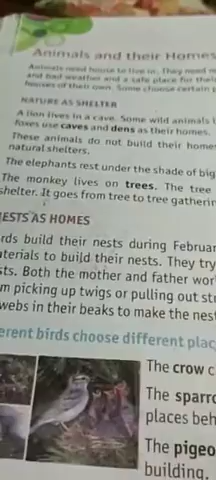 Animals and their Homes
Animals need house to live in. They need
and bad weather and a safe place for their
houses of their own. Some choose certain
NATURE AS SHELTER
A lion lives in a cave. Some wild animals
foxes use caves and dens as their homes.
These animals do not build their homes
natural shelters.
The elephants rest under the shade of big
The monkey lives on trees. The tree
shelter. It goes from tree to tree gatherin
ESTS AS HOMES
rds build their nests during Februar
aterials to build their nests. They try
sts. Both the mother and father wor
m picking up twigs or pulling out st
webs in their beaks to make the nest
erent birds choose different plac
The crow c
The sparro
places beh
The pigeo
building.